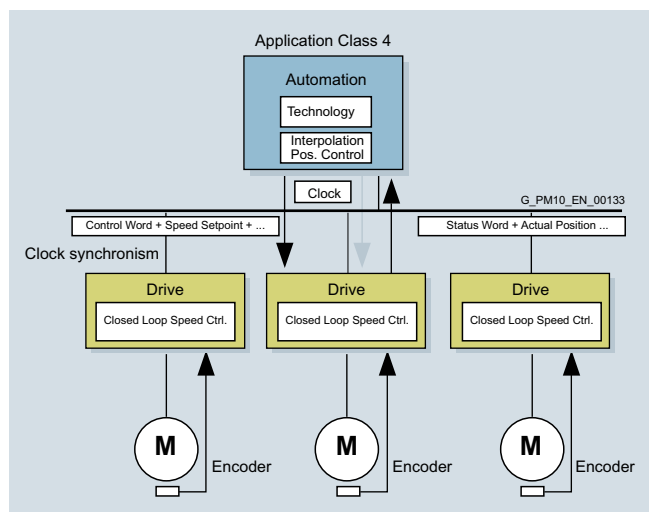 Application Class 4
Automation
Technology
Interpolation
Pos. Control
Clock
G_PM10_EN_00133
Control Word + Speed Setpoint + ...
Status Word + Actual Position ...
Clock synchronism
Drive
Drive
Drive
Closed Loop Speed Ctrl.
Closed Loop Speed Ctrl.
Closed Loop Speed Ctrl.
M
M
M
Encoder
Encoder
Encoder